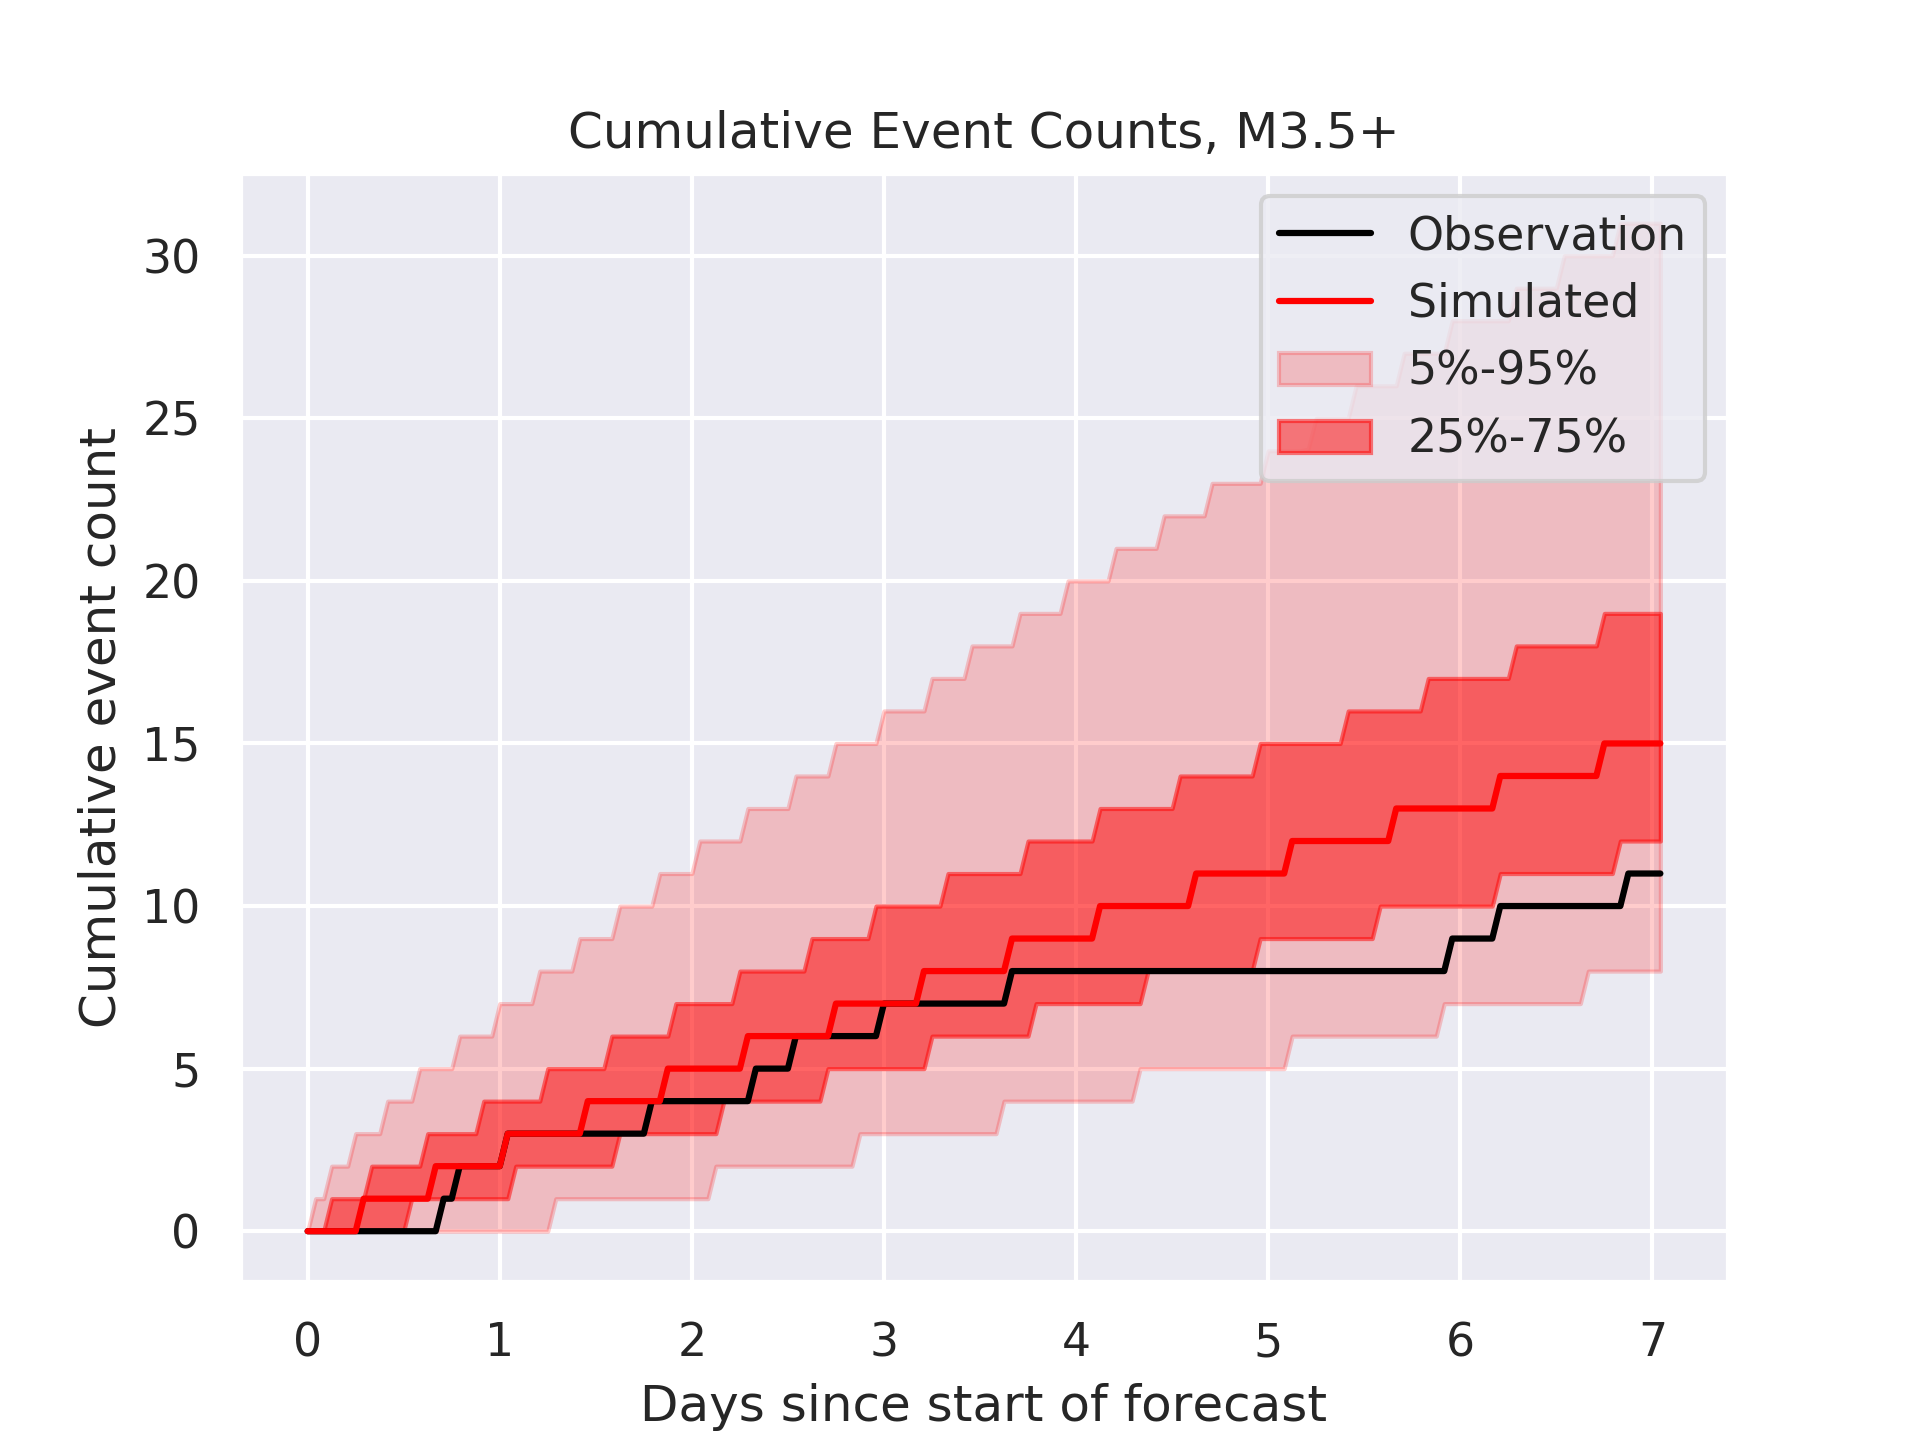 Cumulative Event Counts, M3.5+
Observation
Simulated
5%-95%
25%-75%
30
25
20
15
10
5
0
Cumulative event count
0 1 2 3 4 5 6 7
Days since start of forecast